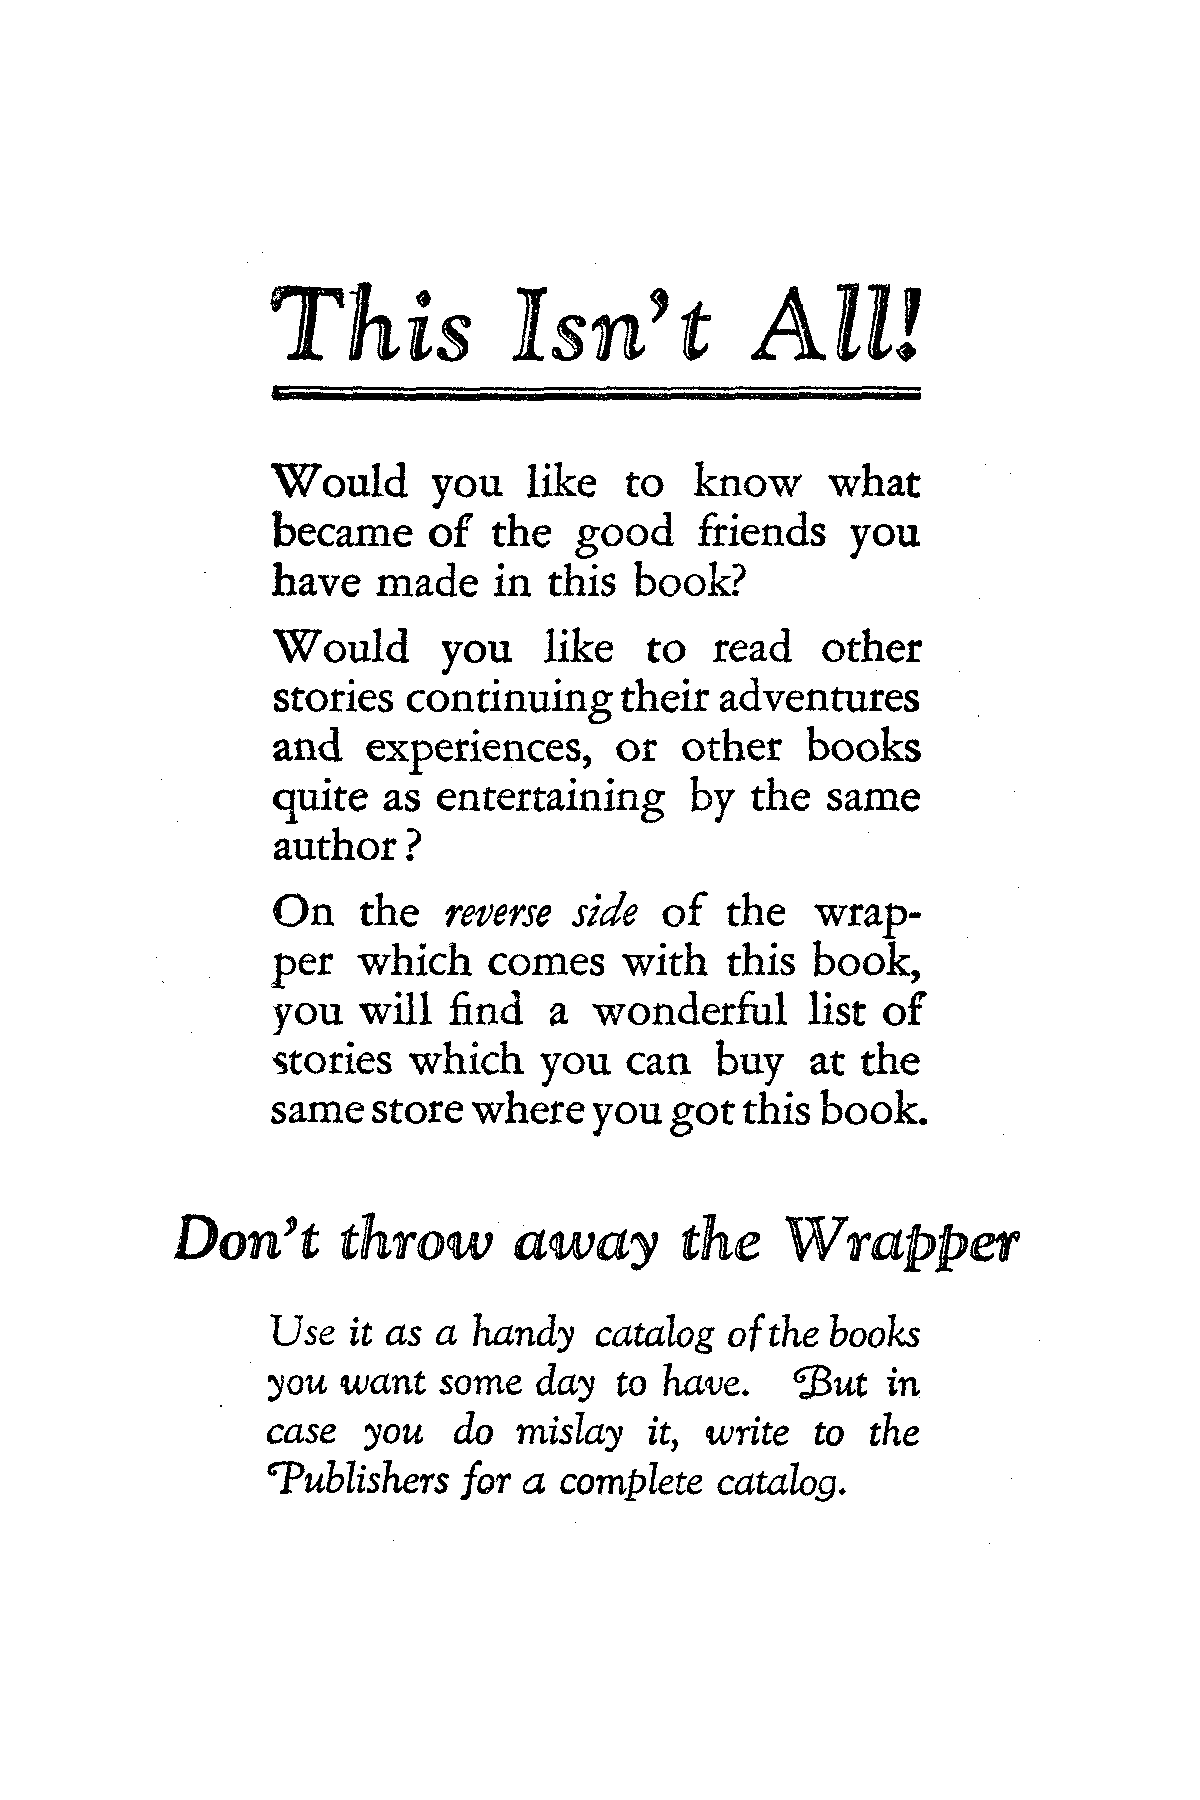 This Isn't All!
Would you like to know what
became of the good friends you
have made in this book?
Would you like to read other
stories continuing their adventures
and experiences, or other books
quite as entertaining by the same
author?
On the reverse side of the wrap-
per which comes with this book,
you will find a wonderful list of
stories which you can buy at the
same store where you got this book.
Don't throw away the Wrapper
Use it as a handy catalog of the books
you want some day to have. But in
case you do mislay it, write to the
Publishers for a complete catalog.